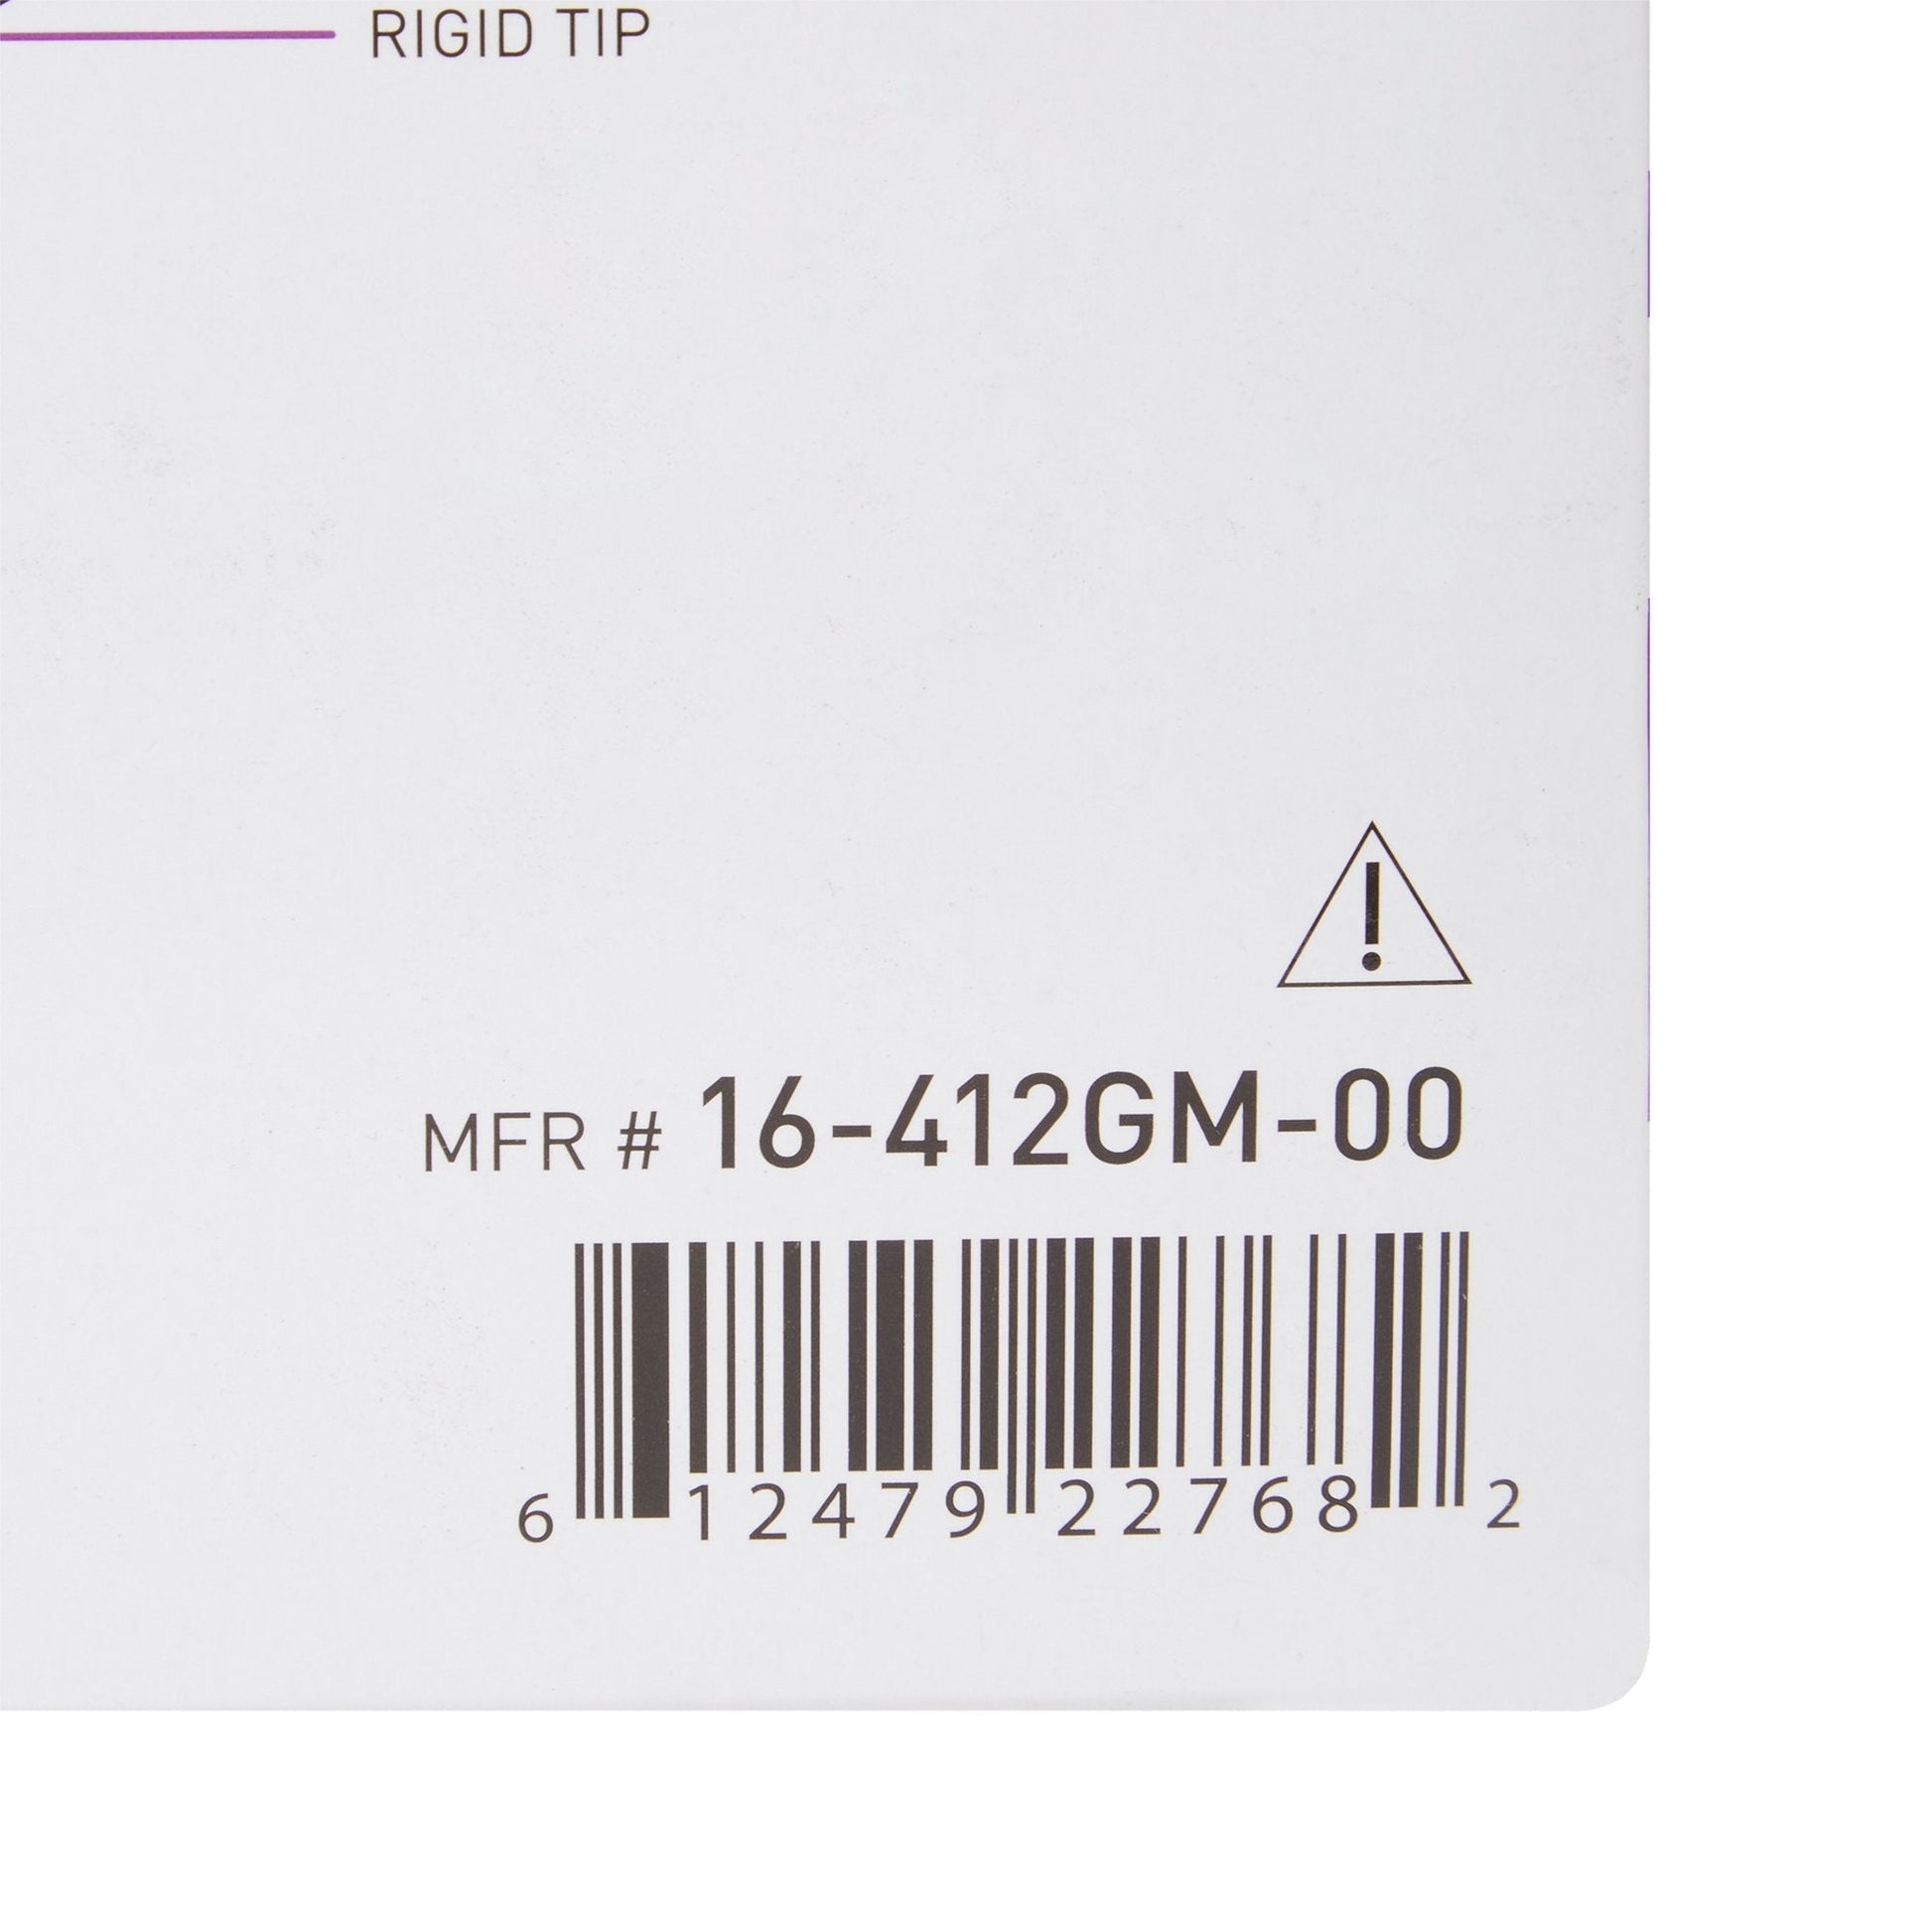 RIGID TIP
!
MFR # 16-412GM-00
6 12479 22768 2